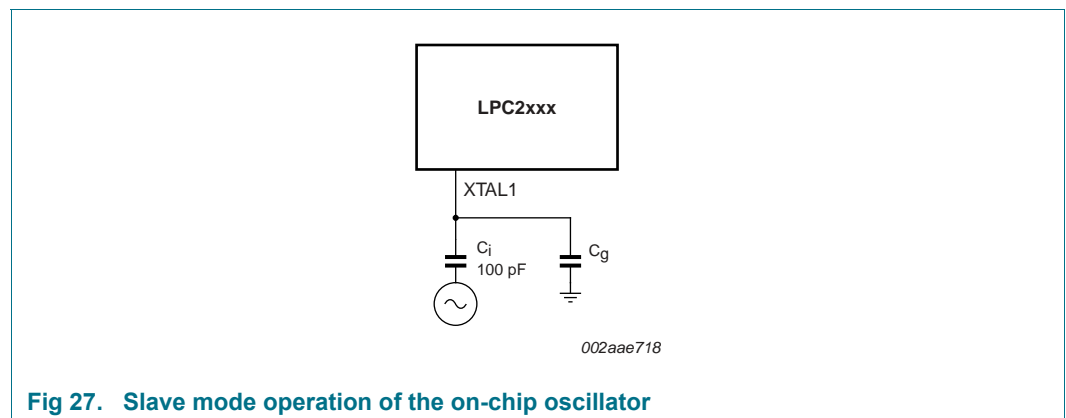 LPC2xxx
XTAL1
Ci
100 pF
Cg
002aae718
Fig 27. Slave mode operation of the on-chip oscillator